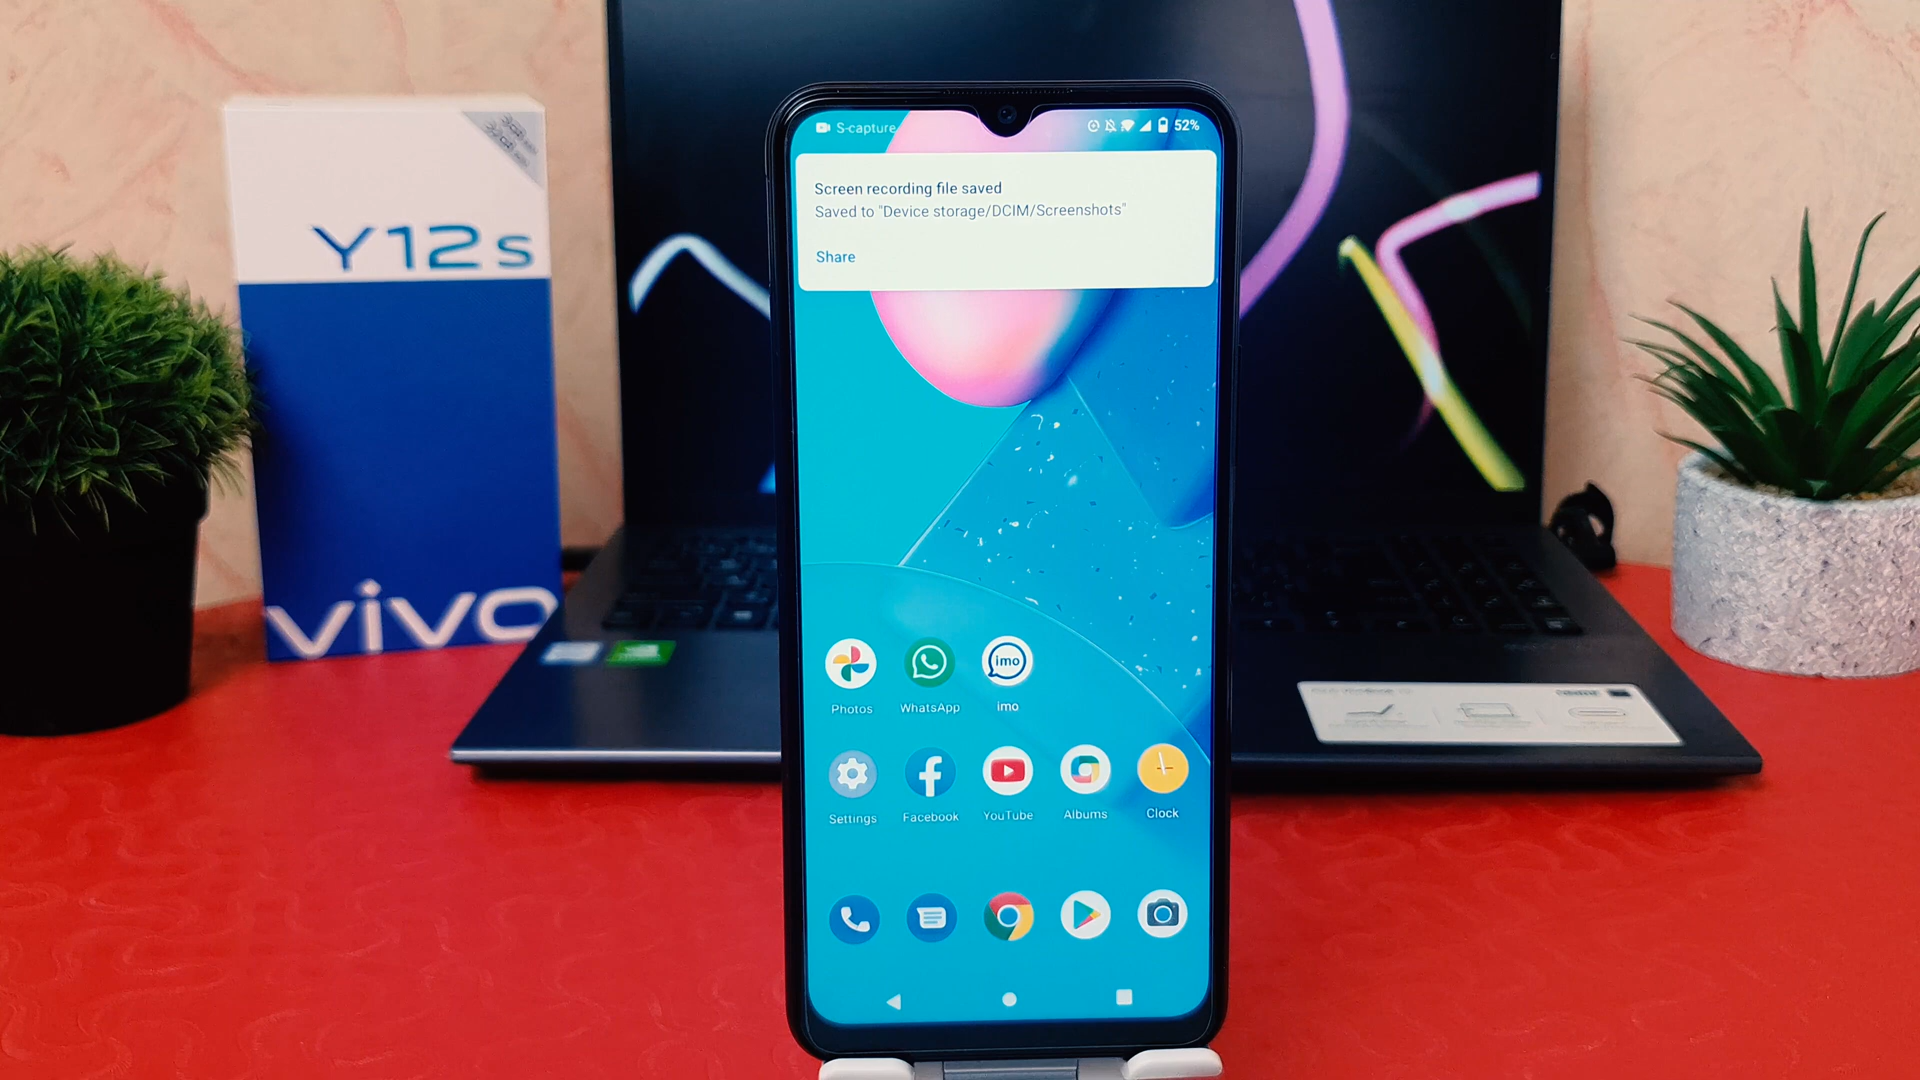 Y12s
vivo
S-capture
52%
Screen recording file saved
Saved to "Device storage/DCIM/Screenshots"
Share
imo
Photos
WhatsApp
imo
Settings
Facebook
YouTube
Albums
Clock